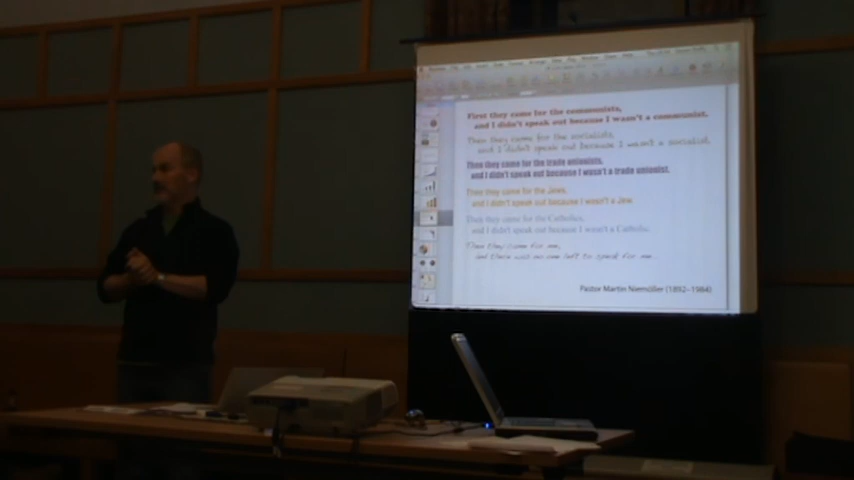 First they came for the communists,
and I didn't speak out because I wasn't a communist.
Then they came for the socialists,
and I didn't speak out because I wasn't a socialist.
Then they came for the trade unionists,
and I didn't speak out because I wasn't a trade unionist.
Then they came for the Jews,
and I didn't speak out because I wasn't a Jew.
Then they came for the Catholics,
and I didn't speak out because I wasn't a Catholic.
Then they came for me,
and there was no one left to speak for me.
Pastor Martin Niemöller (1892–1984)